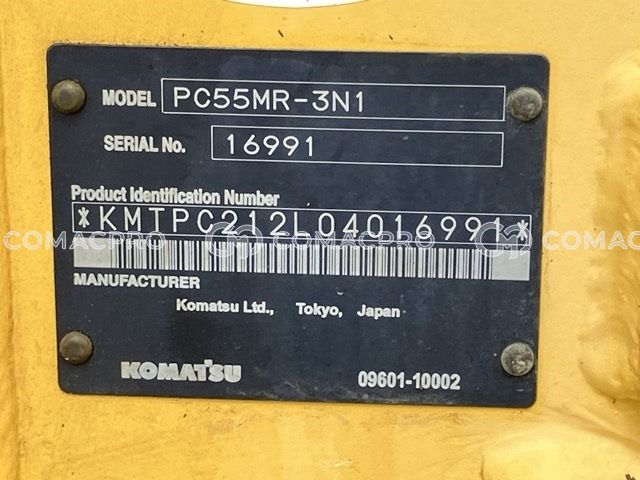 MODEL PC55MR-3N1
SERIAL No. 16991
Product Identification Number
*KMTPC212L04016991*
COMACPRO COMACPRO COMACPRO
MANUFACTURER
Komatsu Ltd., Tokyo, Japan
KOMATSU 09601-10002